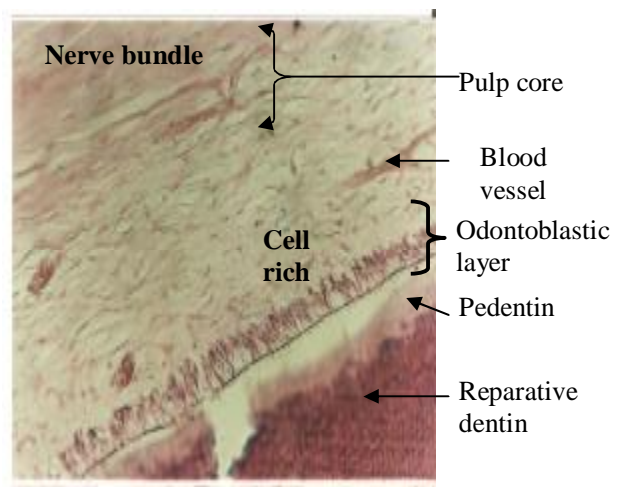 Nerve bundle
Pulp core
Blood
vessel
Cell
rich
Odontoblastic
layer
Pedentin
Reparative
dentin